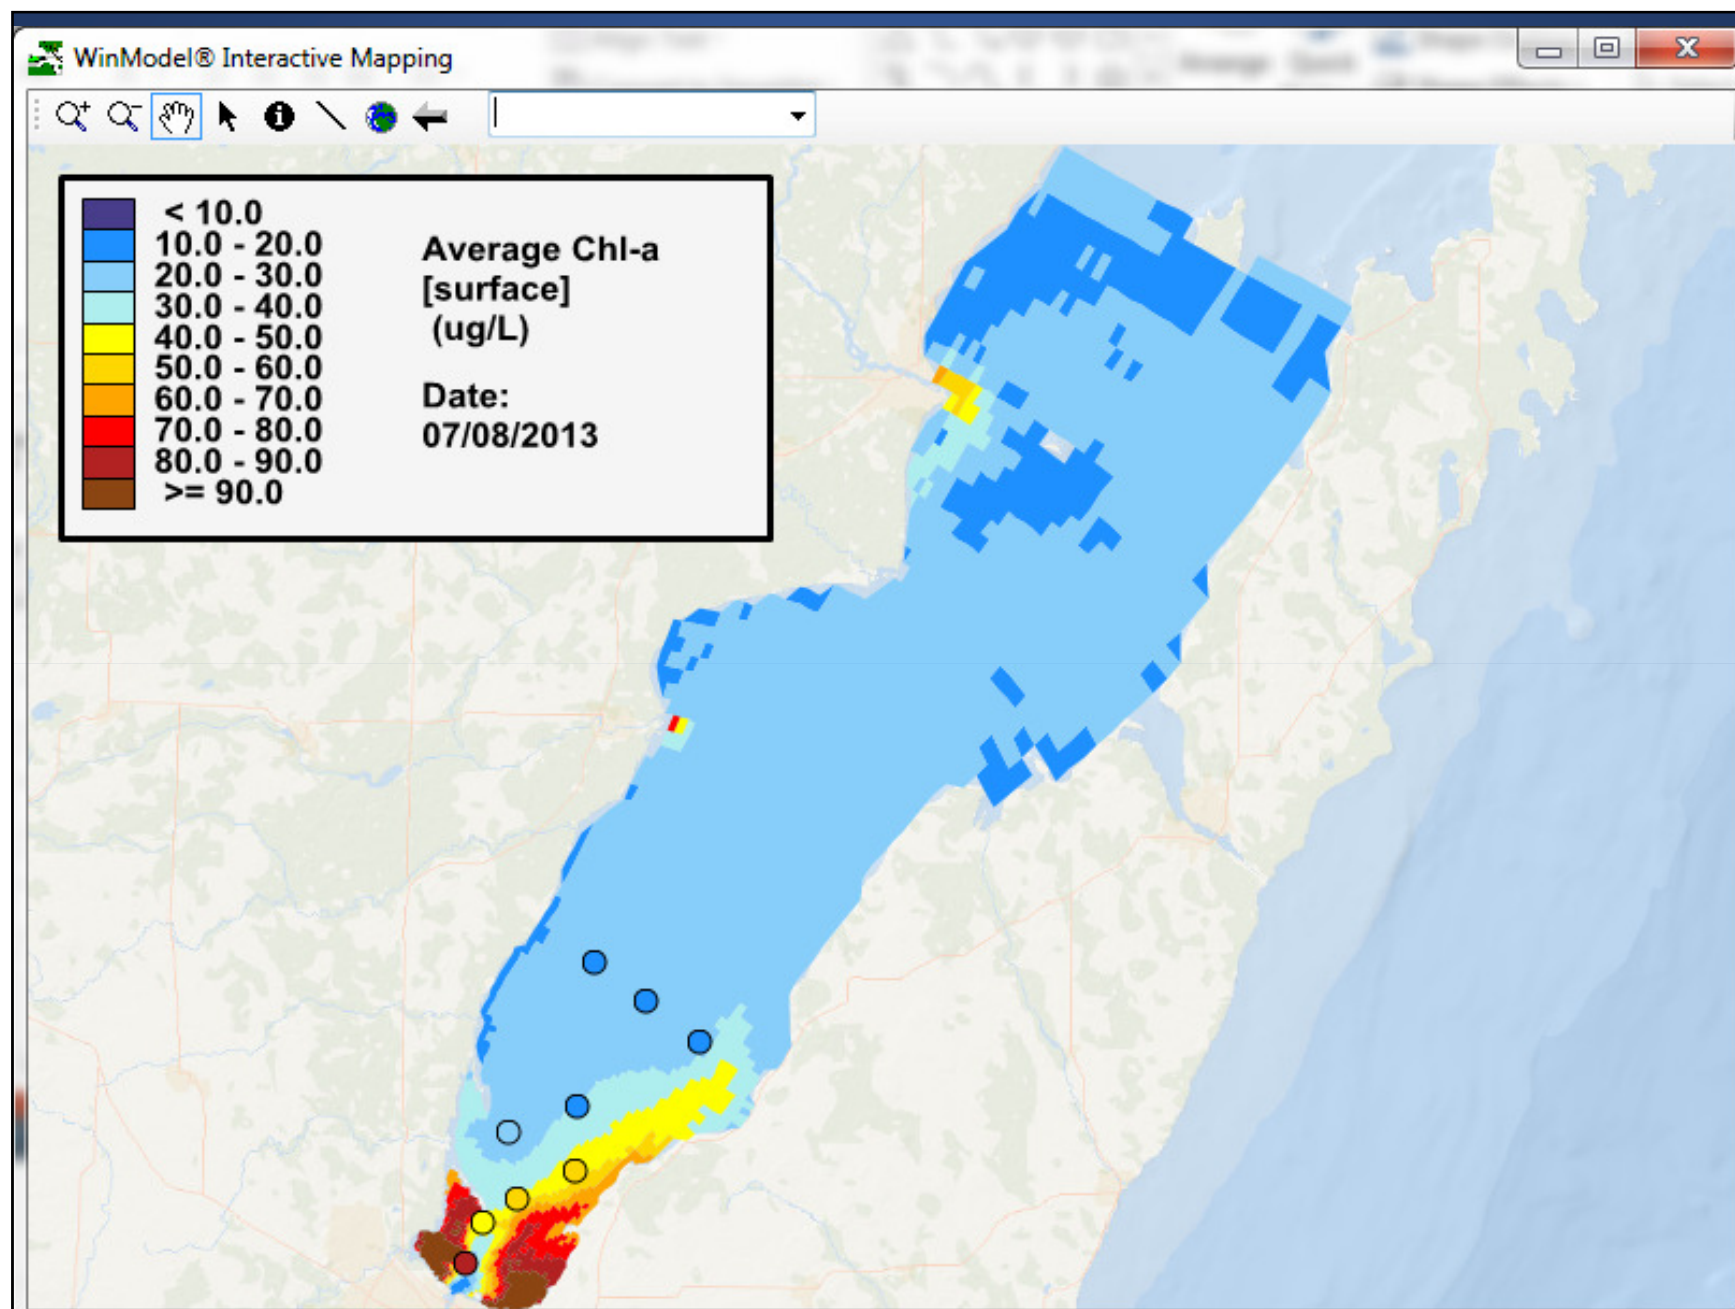 WinModel® Interactive Mapping
< 10.0
10.0 - 20.0
20.0 - 30.0
30.0 - 40.0
40.0 - 50.0
50.0 - 60.0
60.0 - 70.0
70.0 - 80.0
80.0 - 90.0
>= 90.0
Average Chl-a
[surface]
(ug/L)
Date:
07/08/2013